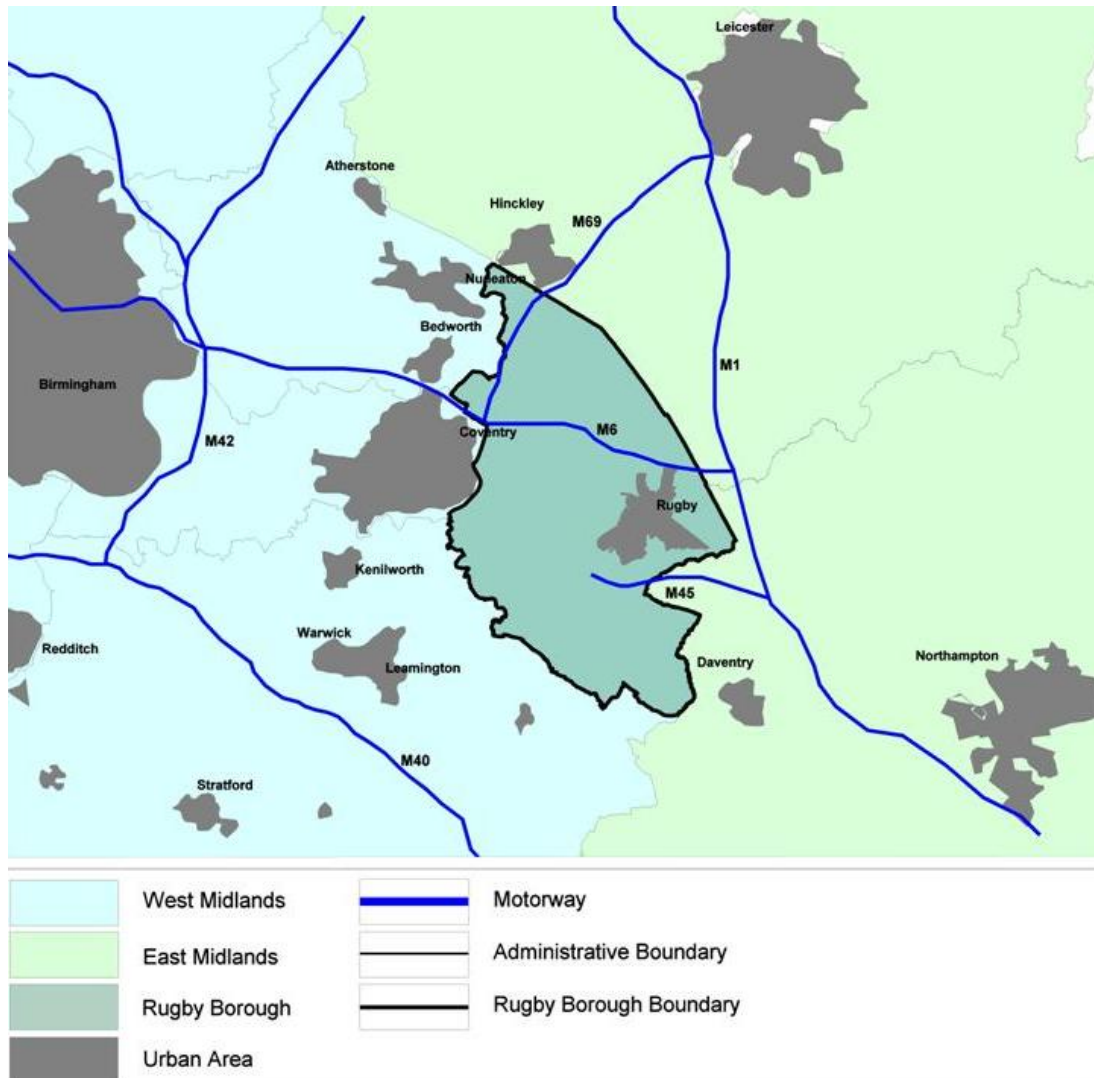 Leicester
Atherstone
Hinckley
M69
Nuneaton
Bedworth
M1
Birmingham
M42
Coventry
M6
Rugby
Kenilworth
M45
Warwick
Redditch
Leamington
Daventry
Northampton
M40
Stratford
West Midlands
Motorway
East Midlands
Administrative Boundary
Rugby Borough
Rugby Borough Boundary
Urban Area